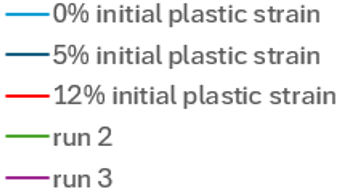 0% initial plastic strain
5% initial plastic strain
12% initial plastic strain
run 2
run 3